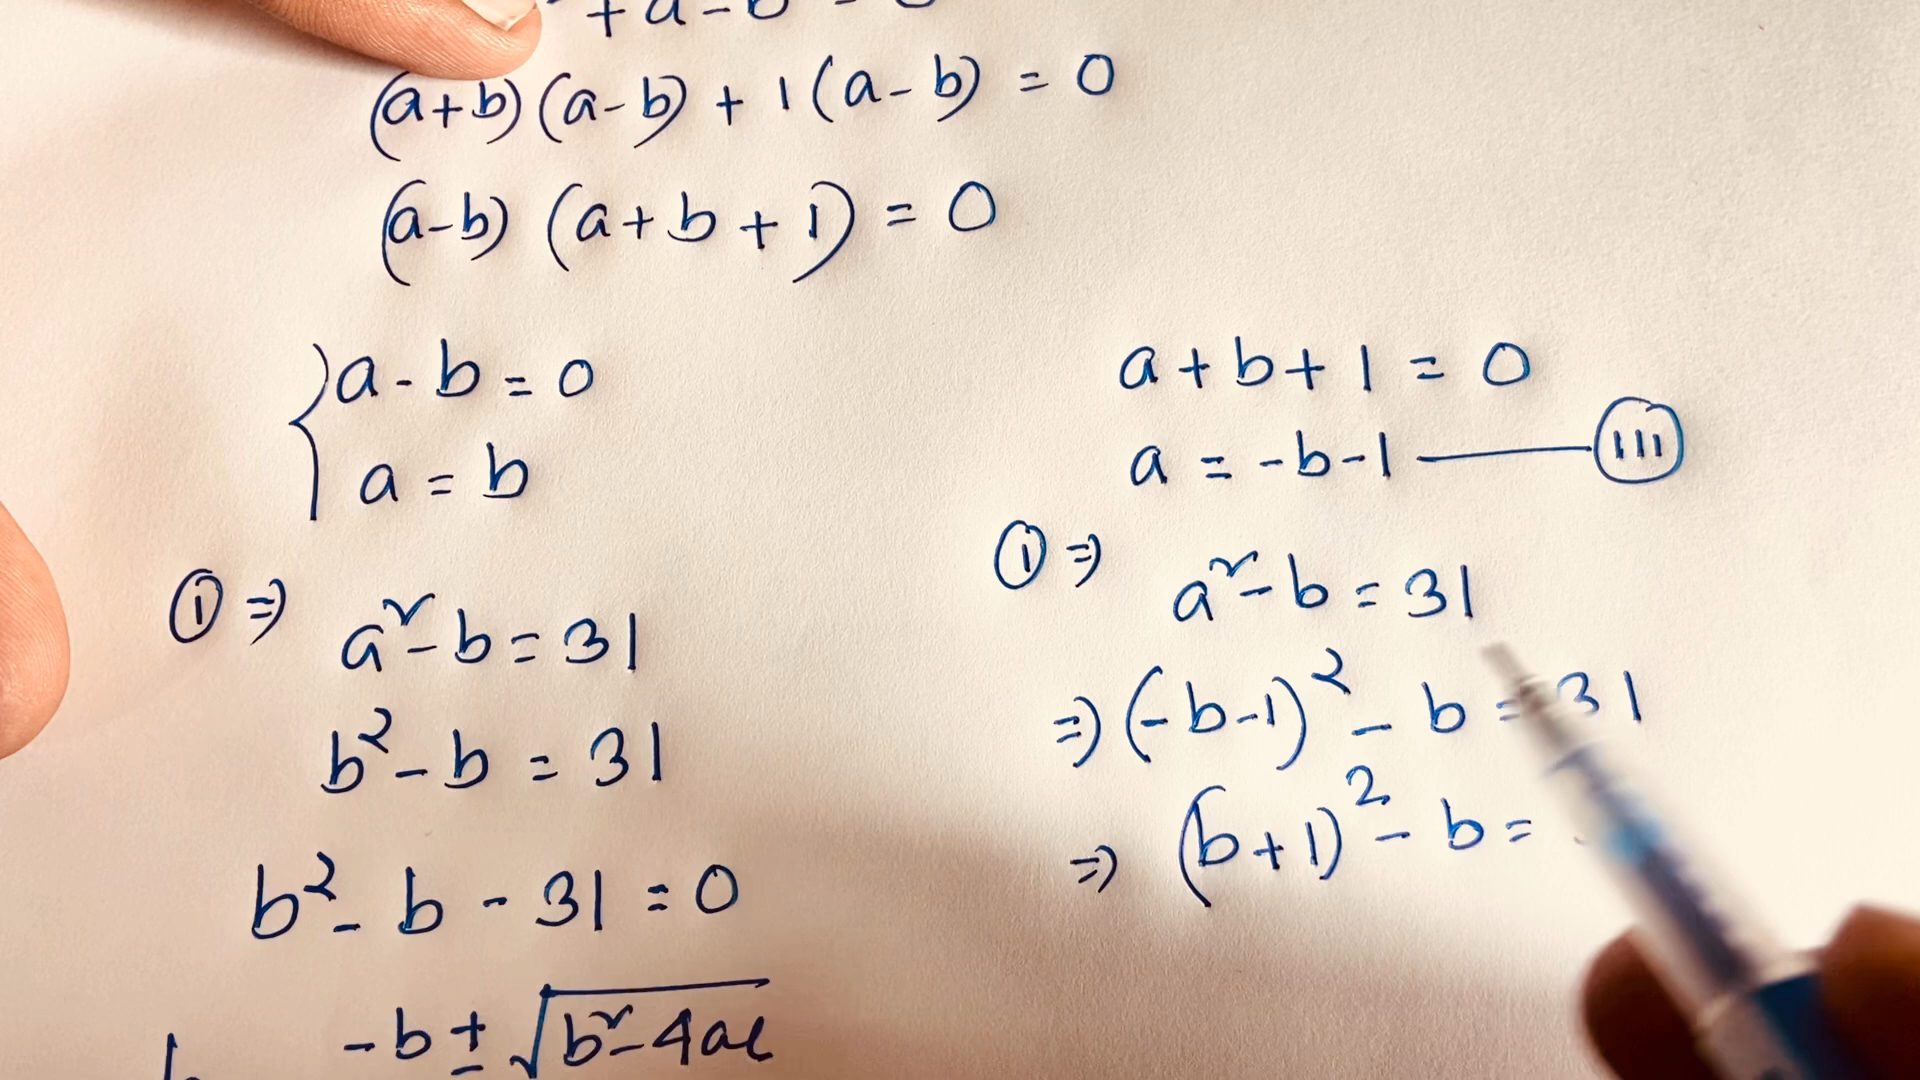 + a - b = 0
(a+b)(a-b) + 1(a-b) = 0
(a-b) (a+b+1) = 0
a - b = 0
a = b
① ⇒ a² - b = 31
b² - b = 31
b² - b - 31 = 0
-b ± √b² - 4ac
a + b + 1 = 0
a = -b-1 —— (III)
① ⇒ a² - b = 31
⇒ (-b-1)² - b = 31
⇒ (b+1)² - b =